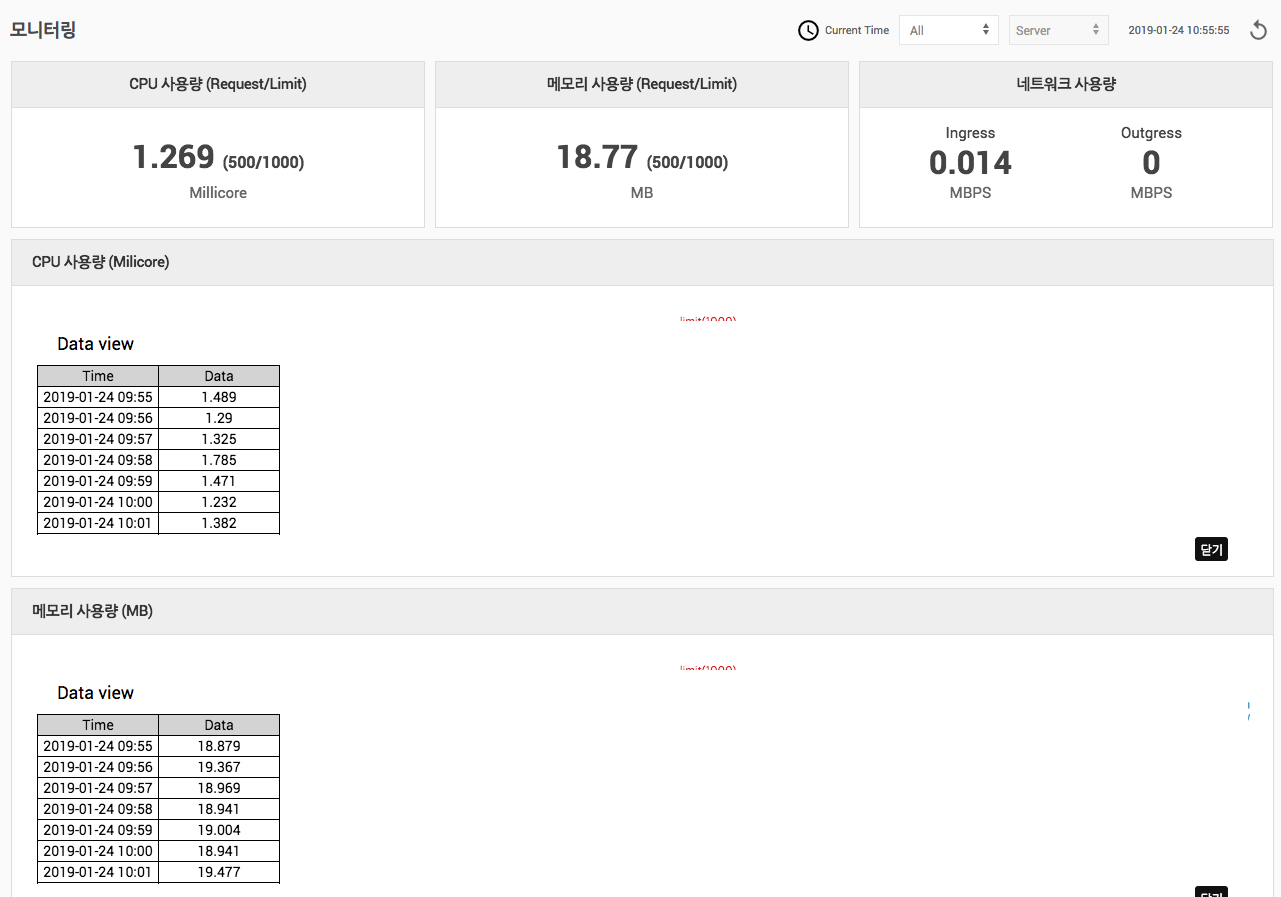 모니터링
Current Time All Server 2019-01-24 10:55:55
CPU 사용량 (Request/Limit)
1.269 (500/1000)
Millicore
메모리 사용량 (Request/Limit)
18.77 (500/1000)
MB
네트워크 사용량
Ingress
0.014
MBPS
Outgress
0
MBPS
CPU 사용량 (Milicore)
limit(1000)
Data view
Time Data
2019-01-24 09:55 1.489
2019-01-24 09:56 1.29
2019-01-24 09:57 1.325
2019-01-24 09:58 1.785
2019-01-24 09:59 1.471
2019-01-24 10:00 1.232
2019-01-24 10:01 1.382
닫기
메모리 사용량 (MB)
limit(1000)
Data view
Time Data
2019-01-24 09:55 18.879
2019-01-24 09:56 19.367
2019-01-24 09:57 18.969
2019-01-24 09:58 18.941
2019-01-24 09:59 19.004
2019-01-24 10:00 18.941
2019-01-24 10:01 19.477
닫기